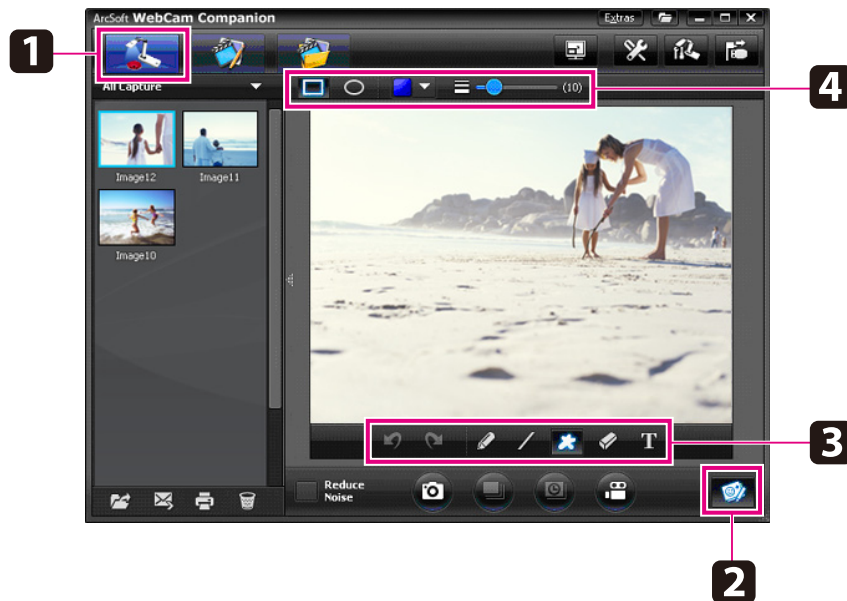 ArcSoft WebCam Companion
Extras
1
All Capture
(10)
4
Image12
Image11
Image10
T
3
Reduce
Noise
2